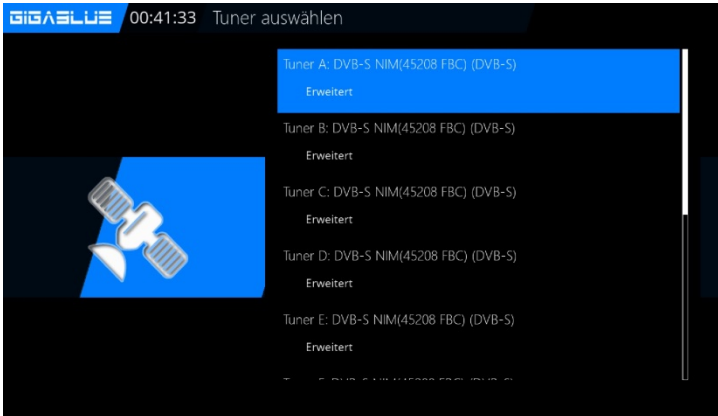 GIGABLUE 00:41:33 Tuner auswählen
Tuner A: DVB-S NIM(45208 FBC) (DVB-S)
Erweitert
Tuner B: DVB-S NIM(45208 FBC) (DVB-S)
Erweitert
Tuner C: DVB-S NIM(45208 FBC) (DVB-S)
Erweitert
Tuner D: DVB-S NIM(45208 FBC) (DVB-S)
Erweitert
Tuner E: DVB-S NIM(45208 FBC) (DVB-S)
Erweitert